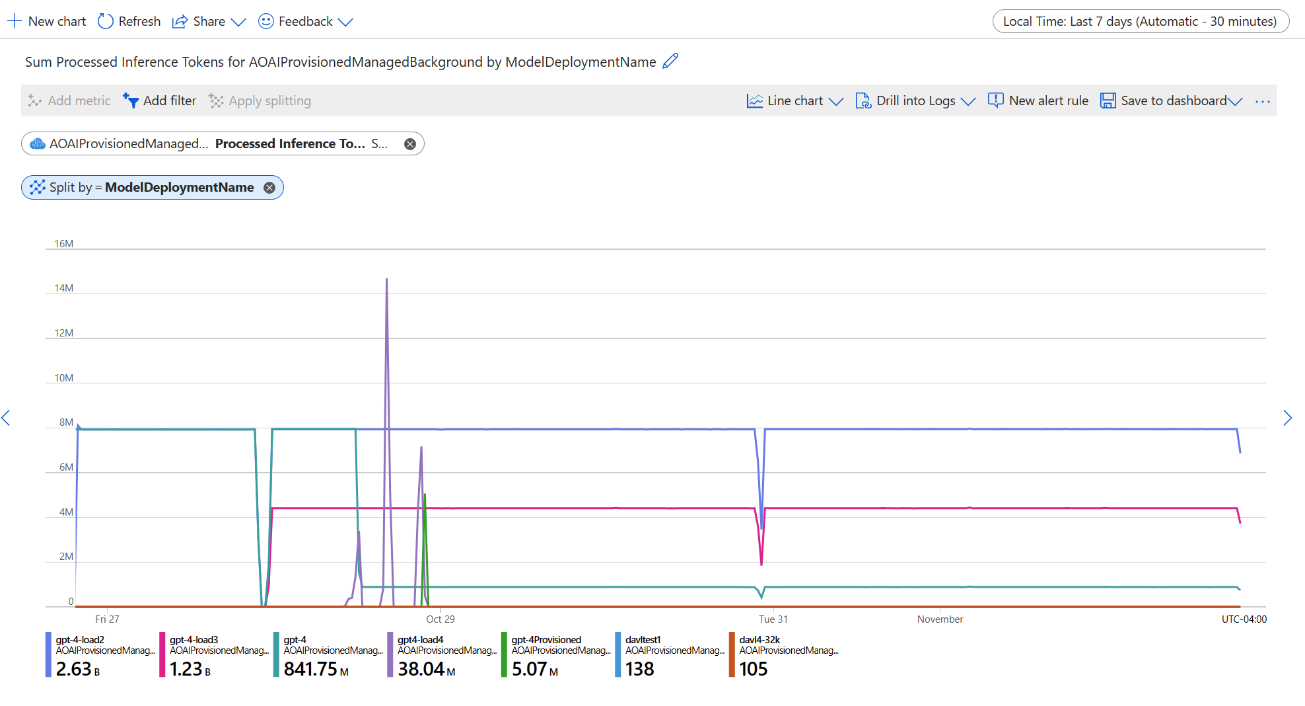 New chart Refresh Share Feedback Local Time: Last 7 days (Automatic - 30 minutes)
Sum Processed Inference Tokens for AOAIProvisionedManagedBackground by ModelDeploymentName
Add metric Add filter Apply splitting Line chart Drill into Logs New alert rule Save to dashboard ...
AOAIProvisionedManaged... Processed Inference To... S...
Split by = ModelDeploymentName
16M
14M
12M
10M
8M
6M
4M
2M
0
Fri 27 Oct 29 Tue 31 November UTC-04:00
gpt-4-load2 gpt-4-load3 gpt-4 gpt4-load4 gpt-4Provisioned davltest1 davl4-32k
AOAIProvisionedManag... AOAIProvisionedManag... AOAIProvisionedManag... AOAIProvisionedManag... AOAIProvisionedManag... AOAIProvisionedManag... AOAIProvisionedManag...
2.63 B 1.23 B 841.75 M 38.04 M 5.07 M 138 105